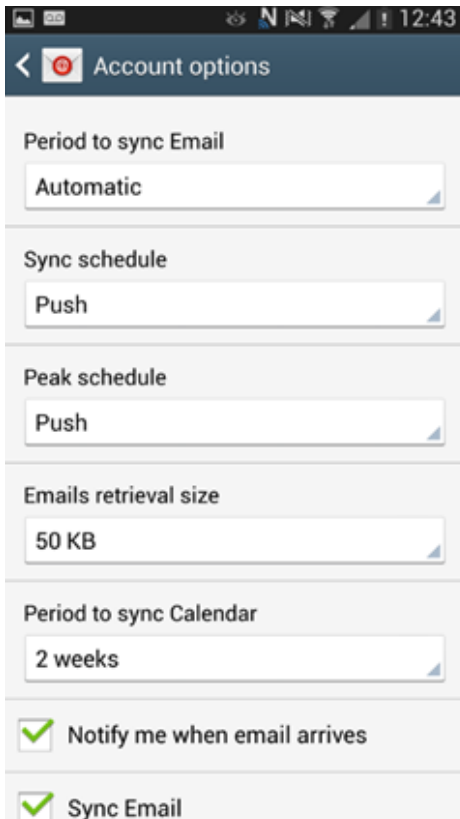 12:43
Account options
Period to sync Email
Automatic
Sync schedule
Push
Peak schedule
Push
Emails retrieval size
50 KB
Period to sync Calendar
2 weeks
Notify me when email arrives
Sync Email